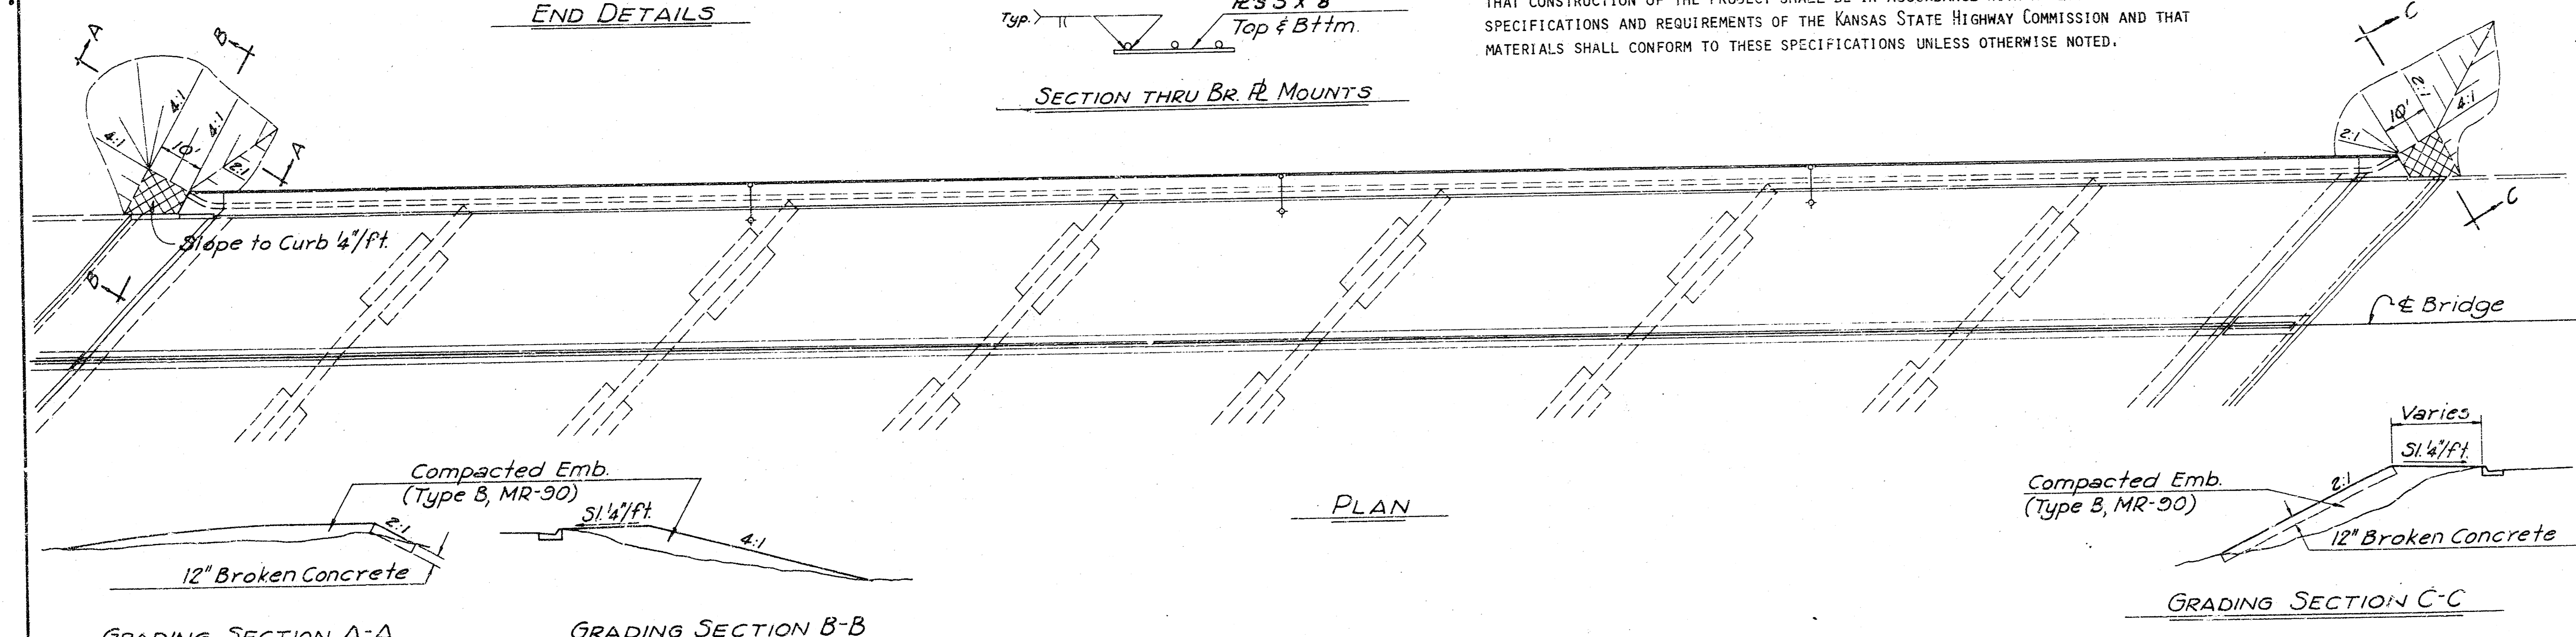 END DETAILS
Typ.
Top & Bttm.
SECTION THRU BR. PL MOUNTS
SPECIFICATIONS AND REQUIREMENTS OF THE KANSAS STATE HIGHWAY COMMISSION AND THAT
MATERIALS SHALL CONFORM TO THESE SPECIFICATIONS UNLESS OTHERWISE NOTED.
A
B
4:1
4:1
4:1
10'
2:1
A
Slope to Curb 1/4"/ft.
B
C
1:2
10'
4:1
2:1
C
℄ Bridge
Compacted Emb.
(Type B, MR-90)
2:1
12" Broken Concrete
GRADING SECTION A-A
Sl. 1/4"/ft.
4:1
GRADING SECTION B-B
PLAN
Varies
Sl. 1/4"/ft.
2:1
Compacted Emb.
(Type B, MR-90)
12" Broken Concrete
GRADING SECTION C-C